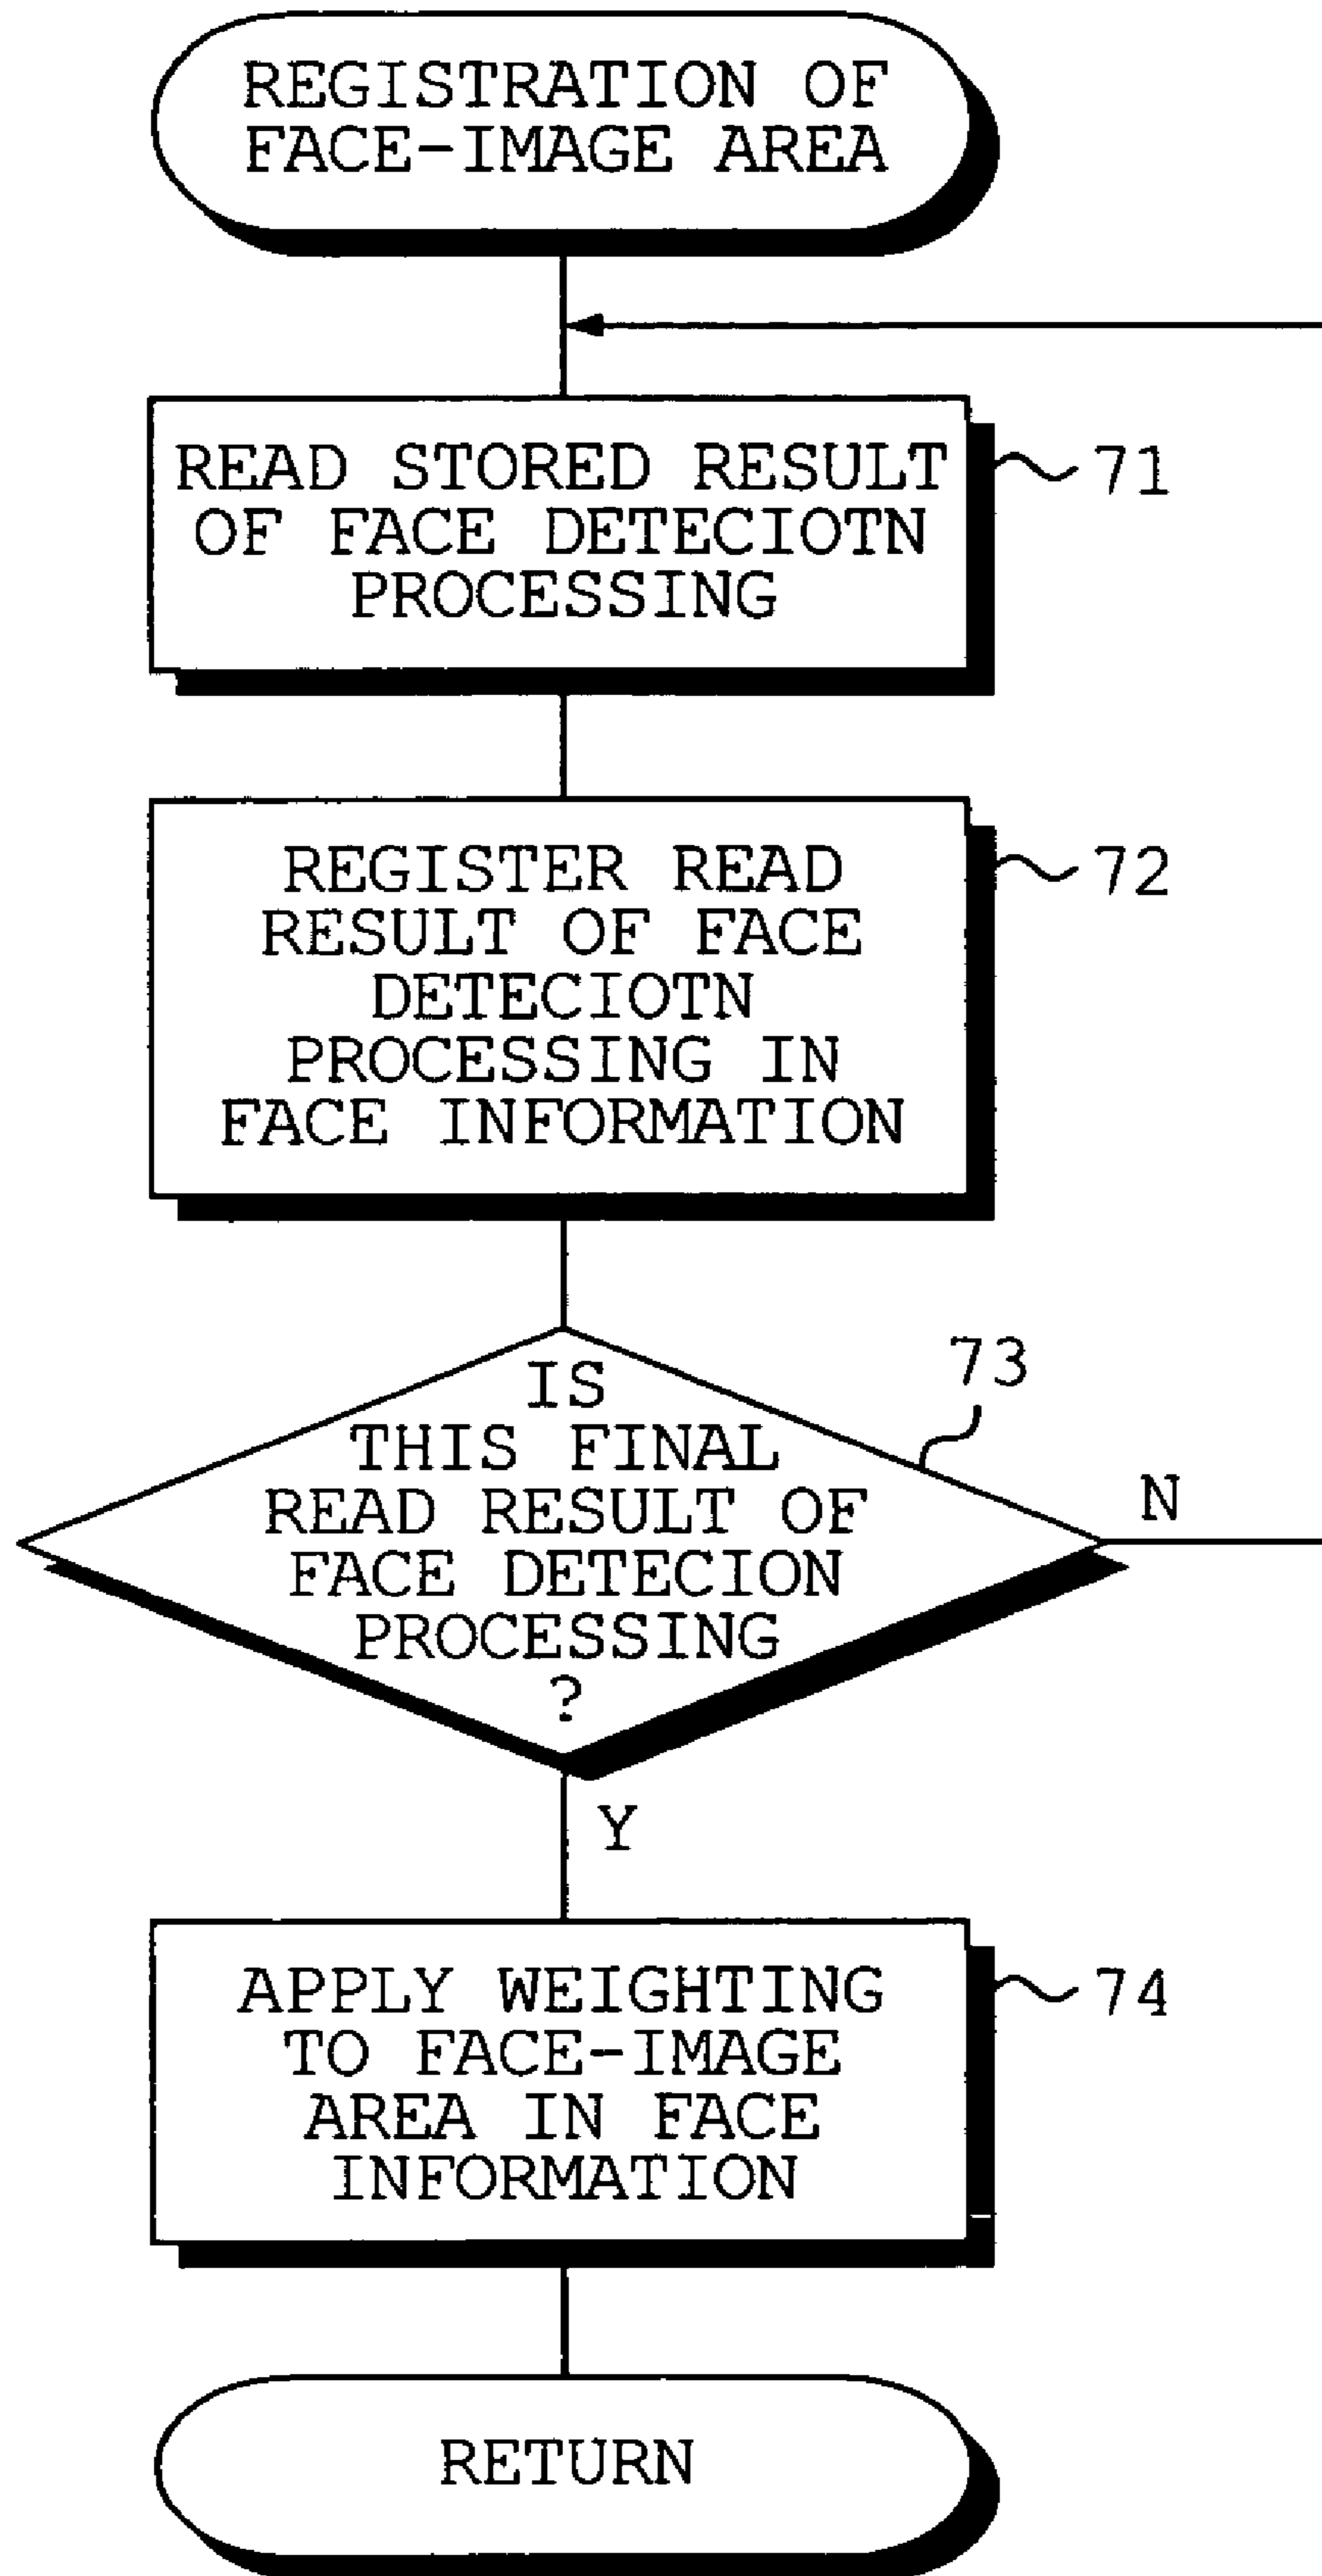 REGISTRATION OF
FACE-IMAGE AREA
READ STORED RESULT
OF FACE DETECIOTN
PROCESSING
71
REGISTER READ
RESULT OF FACE
DETECIOTN
PROCESSING IN
FACE INFORMATION
72
IS
THIS FINAL
READ RESULT OF
FACE DETECION
PROCESSING
?
73
N
Y
APPLY WEIGHTING
TO FACE-IMAGE
AREA IN FACE
INFORMATION
74
RETURN